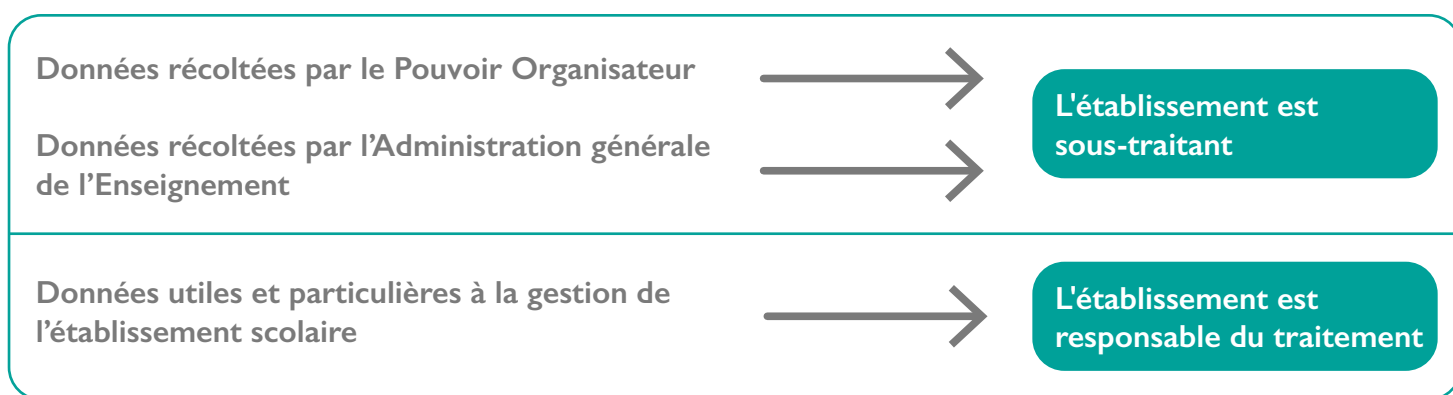 Données récoltées par le Pouvoir Organisateur
Données récoltées par l’Administration générale
de l’Enseignement
L'établissement est
sous-traitant
Données utiles et particulières à la gestion de
l’établissement scolaire
L'établissement est
responsable du traitement